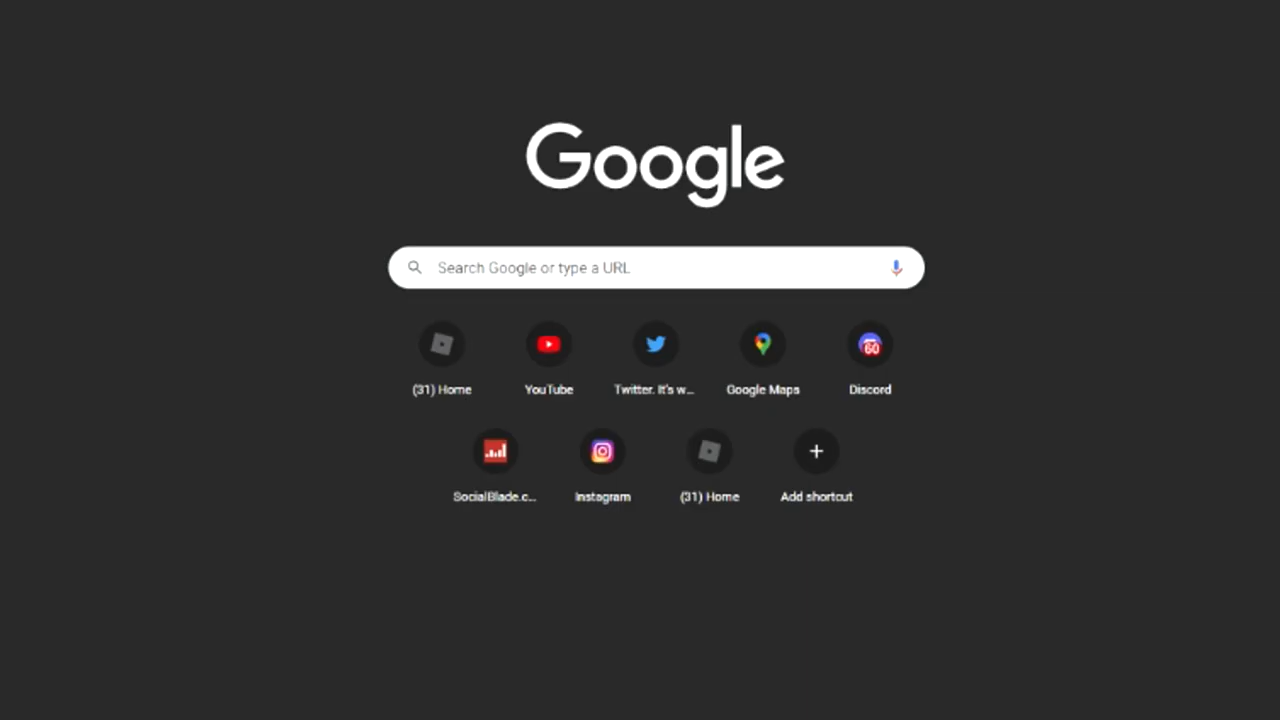 Google
Search Google or type a URL
(31) Home
YouTube
Twitter. It's w...
Google Maps
60
Discord
SocialBlade.c...
Instagram
(31) Home
Add shortcut